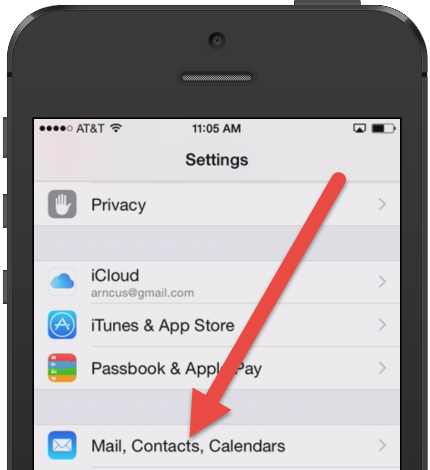 AT&T 11:05 AM
Settings
Privacy
iCloud
arncus@gmail.com
iTunes & App Store
Passbook & Apple Pay
Mail, Contacts, Calendars